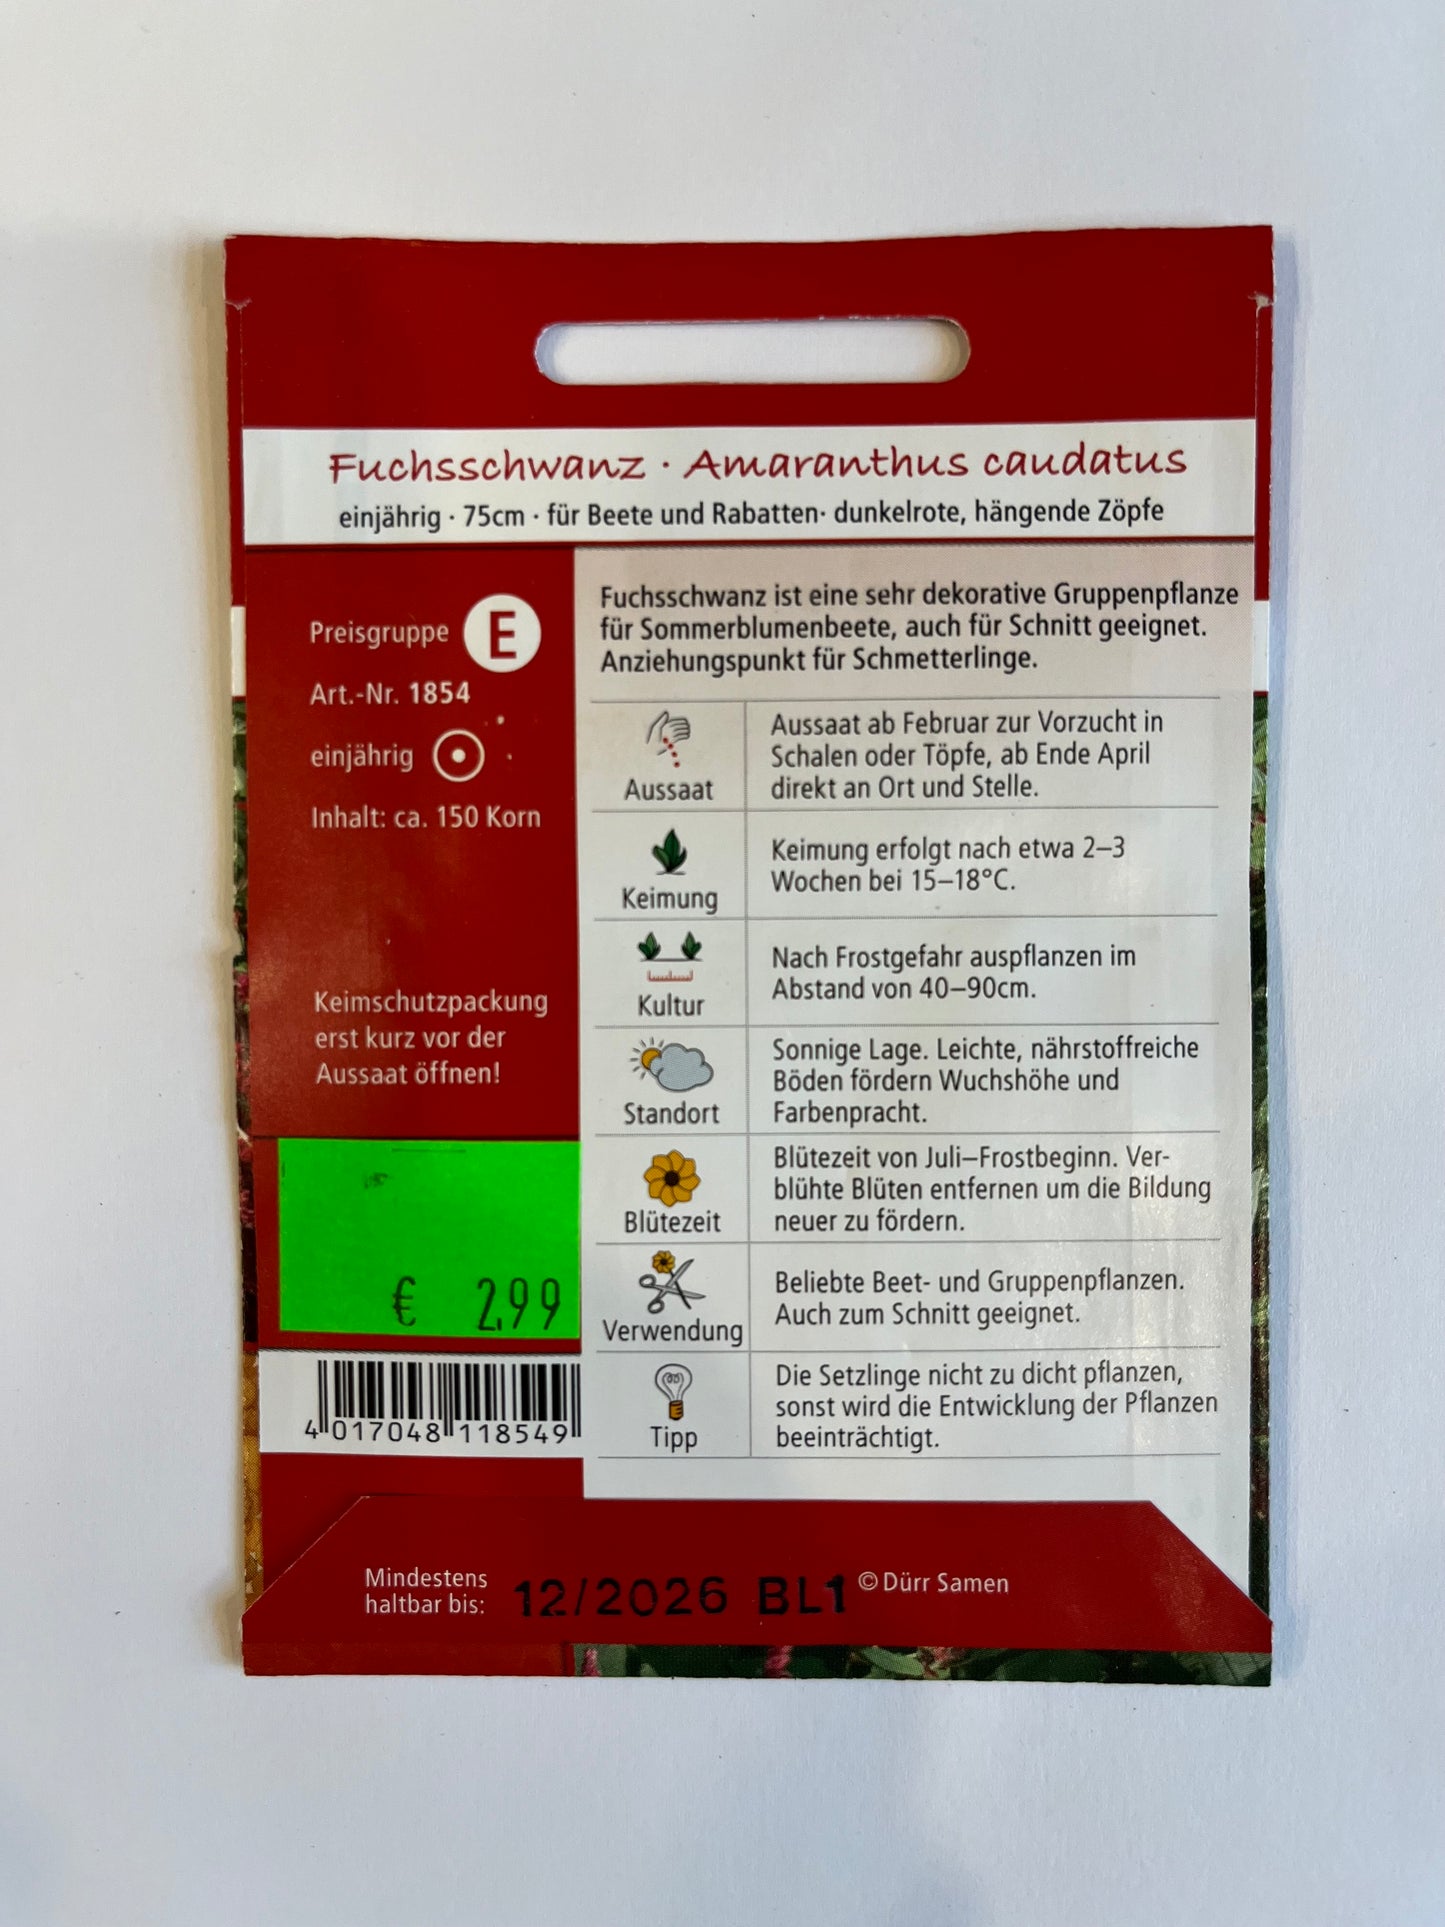 Fuchsschwanz · Amaranthus caudatus
einjährig · 75cm · für Beete und Rabatten· dunkelrote, hängende Zöpfe
Preisgruppe E
Art.-Nr. 1854
einjährig
Inhalt: ca. 150 Korn
Keimschutzpackung
erst kurz vor der
Aussaat öffnen!
€ 2,99
4 017048 118549
Fuchsschwanz ist eine sehr dekorative Gruppenpflanze
für Sommerblumenbeete, auch für Schnitt geeignet.
Anziehungspunkt für Schmetterlinge.
Aussaat
Aussaat ab Februar zur Vorzucht in
Schalen oder Töpfe, ab Ende April
direkt an Ort und Stelle.
Keimung
Keimung erfolgt nach etwa 2–3
Wochen bei 15–18°C.
Kultur
Nach Frostgefahr auspflanzen im
Abstand von 40–90cm.
Standort
Sonnige Lage. Leichte, nährstoffreiche
Böden fördern Wuchshöhe und
Farbenpracht.
Blütezeit
Blütezeit von Juli–Frostbeginn. Ver-
blühte Blüten entfernen um die Bildung
neuer zu fördern.
Verwendung
Beliebte Beet- und Gruppenpflanzen.
Auch zum Schnitt geeignet.
Tipp
Die Setzlinge nicht zu dicht pflanzen,
sonst wird die Entwicklung der Pflanzen
beeinträchtigt.
Mindestens
haltbar bis: 12/2026 BL1 © Dürr Samen